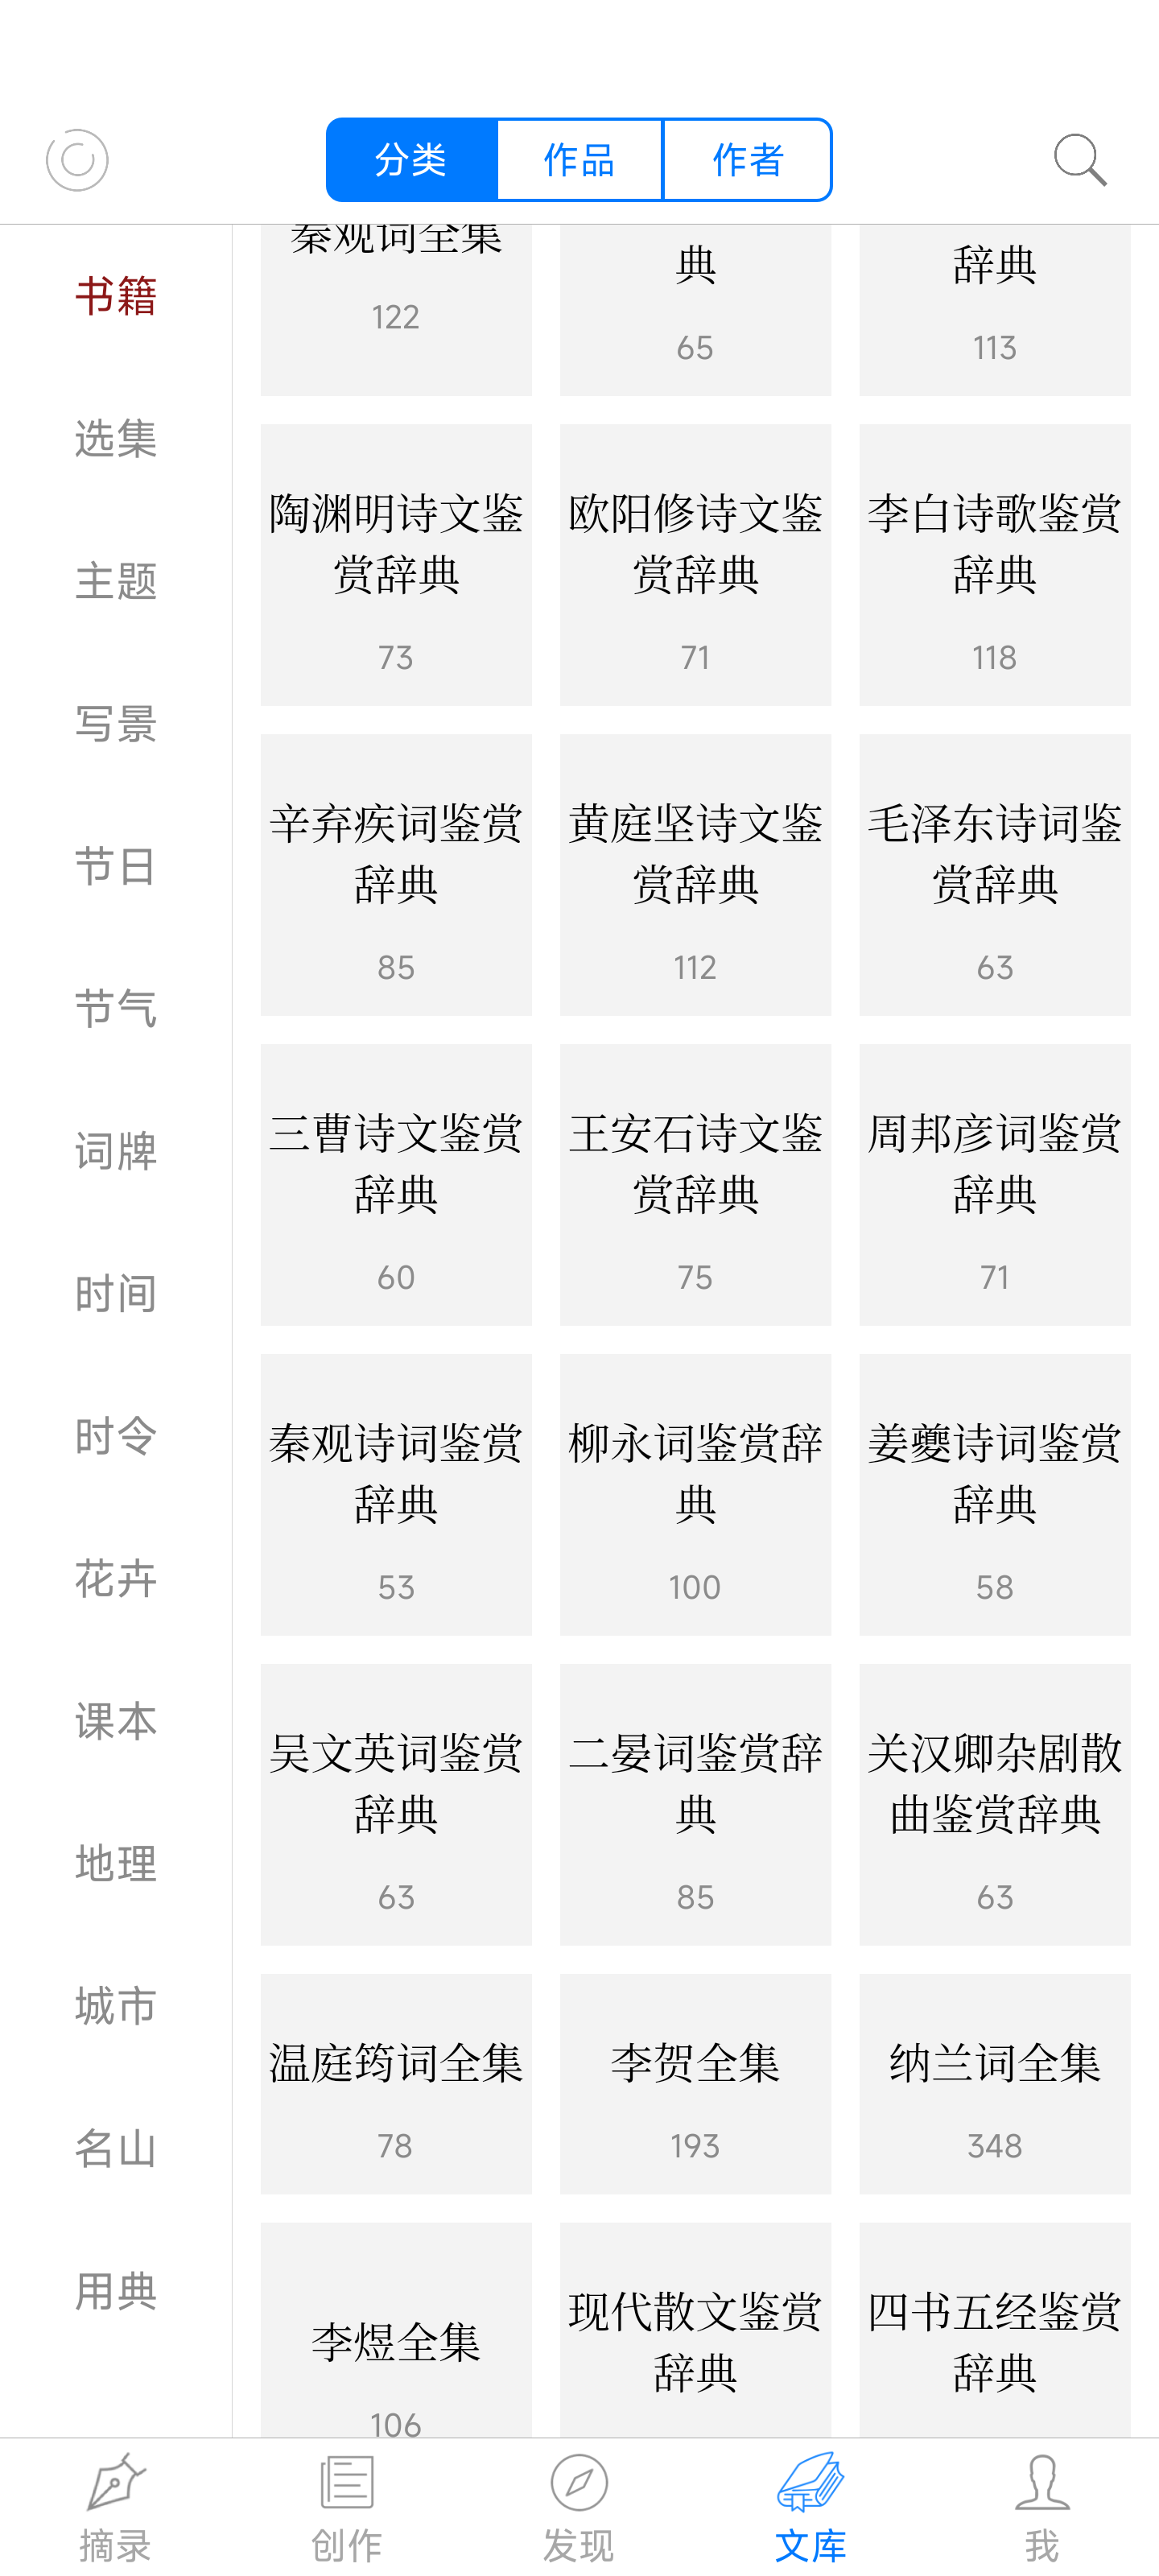 分类
作品
作者
书籍
选集
主题
写景
节日
节气
词牌
时间
时令
花卉
课本
地理
城市
名山
用典
秦观词全集
122
典
65
辞典
113
陶渊明诗文鉴
赏辞典
73
欧阳修诗文鉴
赏辞典
71
李白诗歌鉴赏
辞典
118
辛弃疾词鉴赏
辞典
85
黄庭坚诗文鉴
赏辞典
112
毛泽东诗词鉴
赏辞典
63
三曹诗文鉴赏
辞典
60
王安石诗文鉴
赏辞典
75
周邦彦词鉴赏
辞典
71
秦观诗词鉴赏
辞典
53
柳永词鉴赏辞
典
100
姜夔诗词鉴赏
辞典
58
吴文英词鉴赏
辞典
63
二晏词鉴赏辞
典
85
关汉卿杂剧散
曲鉴赏辞典
63
温庭筠词全集
78
李贺全集
193
纳兰词全集
348
李煜全集
106
现代散文鉴赏
辞典
四书五经鉴赏
辞典
摘录
创作
发现
文库
我